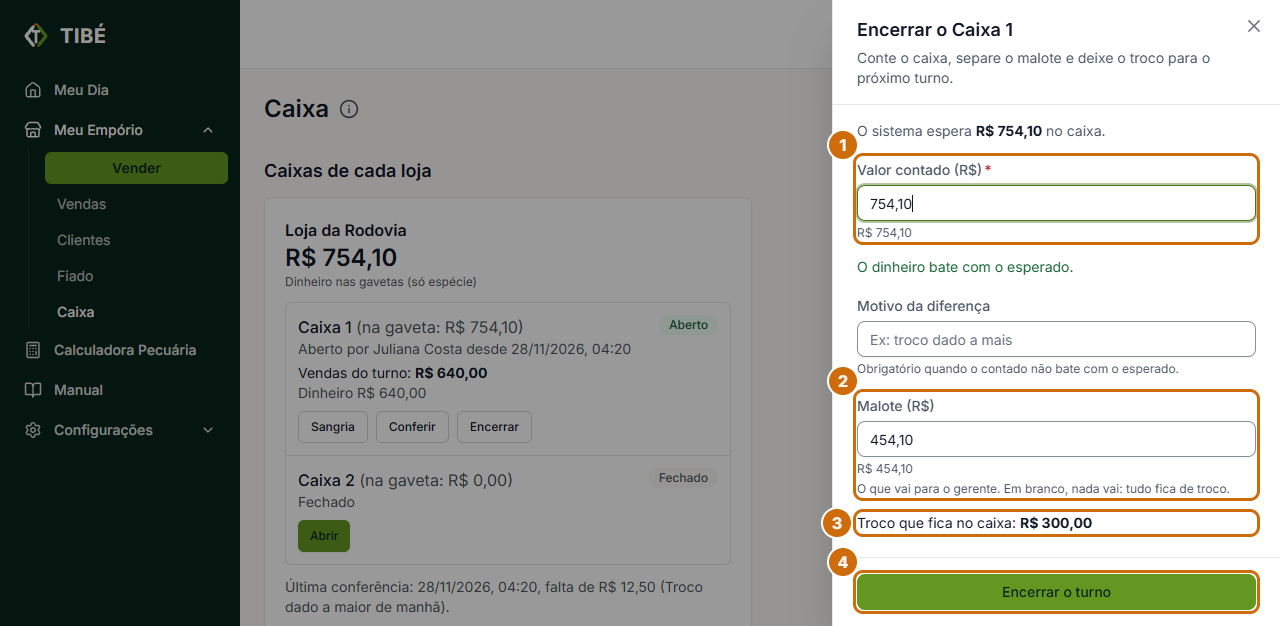 TIBÉ
Meu Dia
Meu Empório
Vender
Vendas
Clientes
Fiado
Caixa
Calculadora Pecuária
Manual
Configurações
Caixa
Caixas de cada loja
Loja da Rodovia
R$ 754,10
Dinheiro nas gavetas (só espécie)
Caixa 1 (na gaveta: R$ 754,10)
Aberto
Aberto por Juliana Costa desde 28/11/2026, 04:20
Vendas do turno: R$ 640,00
Dinheiro R$ 640,00
Sangria Conferir Encerrar
Caixa 2 (na gaveta: R$ 0,00)
Fechado
Fechado
Abrir
Última conferência: 28/11/2026, 04:20, falta de R$ 12,50 (Troco
dado a maior de manhã).
Encerrar o Caixa 1
Conte o caixa, separe o malote e deixe o troco para o
próximo turno.
O sistema espera R$ 754,10 no caixa.
1
Valor contado (R$) *
754,10
R$ 754,10
O dinheiro bate com o esperado.
Motivo da diferença
Ex: troco dado a mais
Obrigatório quando o contado não bate com o esperado.
2
Malote (R$)
454,10
R$ 454,10
O que vai para o gerente. Em branco, nada vai: tudo fica de troco.
3
Troco que fica no caixa: R$ 300,00
4
Encerrar o turno